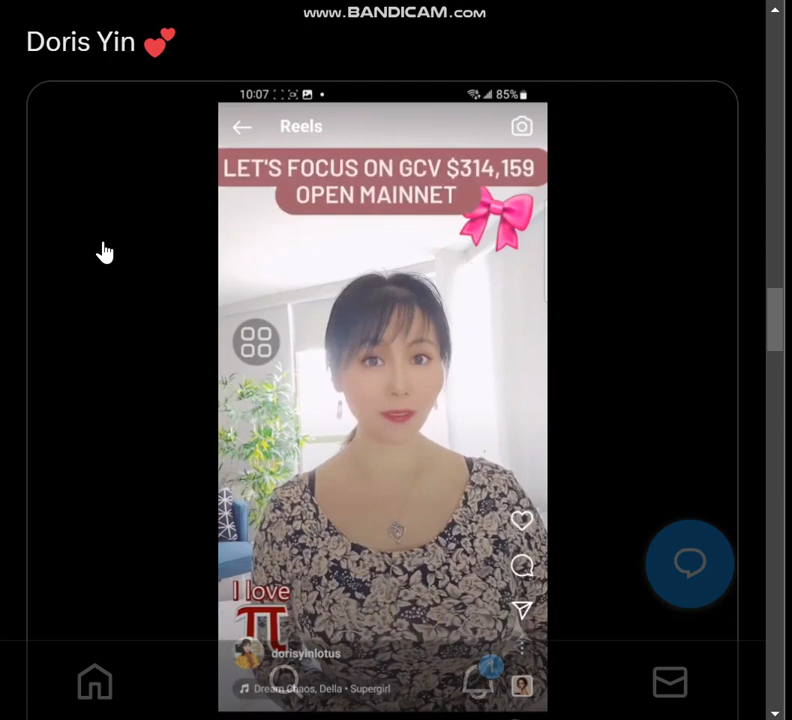 www.BANDICAM.com
Doris Yin 💕
10:07
85%
Reels
LET'S FOCUS ON GCV $314,159
OPEN MAINNET
I love
π
dorisyinlotus
Dream Chaos, Della • Supergirl
1